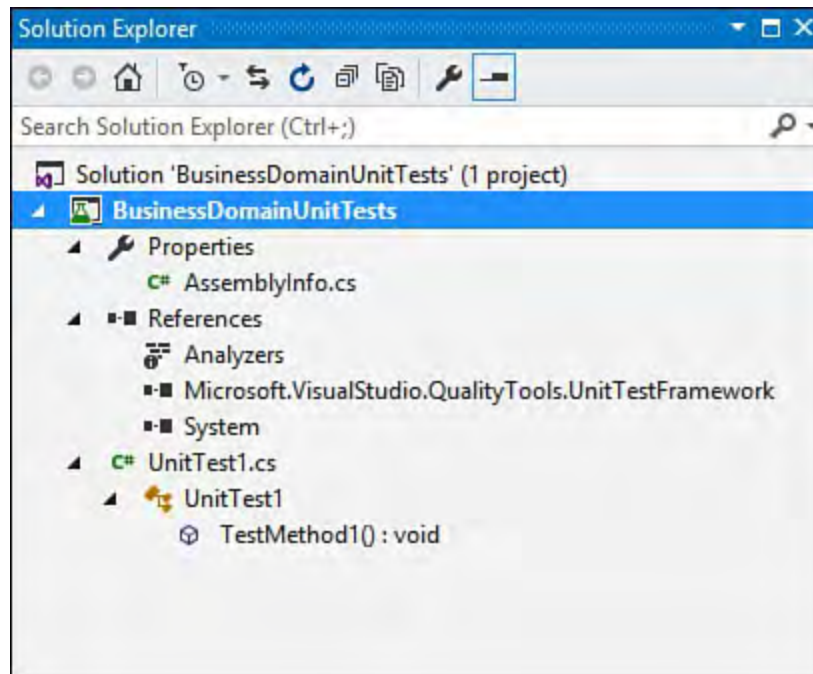 Solution Explorer
Search Solution Explorer (Ctrl+;)
Solution 'BusinessDomainUnitTests' (1 project)
BusinessDomainUnitTests
Properties
C# AssemblyInfo.cs
References
Analyzers
Microsoft.VisualStudio.QualityTools.UnitTestFramework
System
C# UnitTest1.cs
UnitTest1
TestMethod1() : void